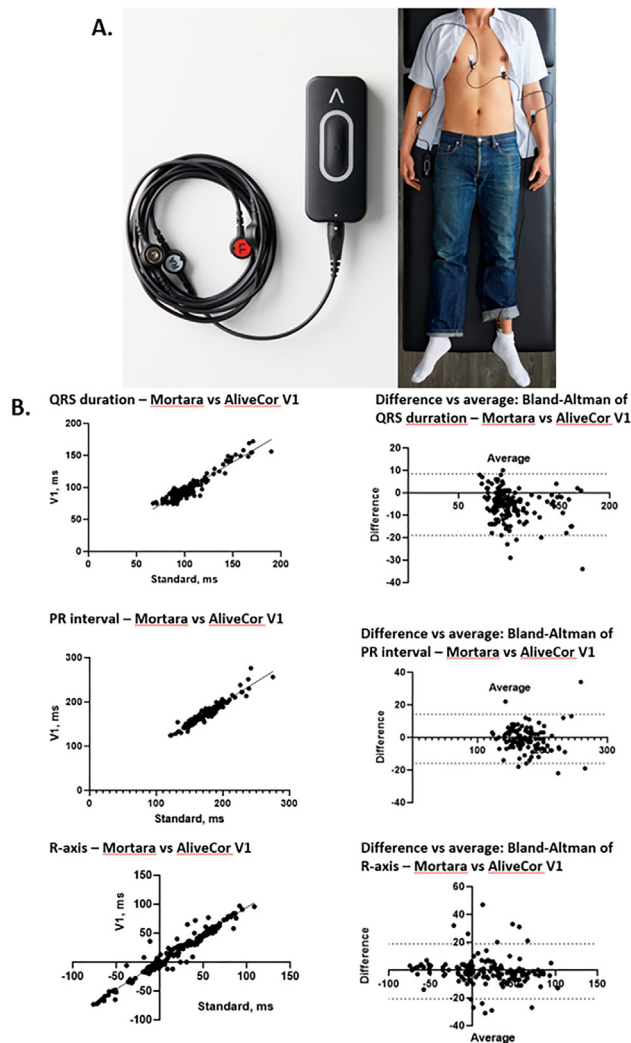 A.
RA
F
B.
QRS duration – Mortara vs AliveCor V1
200
150
100
50
0
V1, ms
0
50
100
150
200
Standard, ms
Difference vs average: Bland-Altman of
QRS durration – Mortara vs AliveCor V1
Average
20
10
0
-10
-20
-30
-40
Difference
50
150
200
PR interval – Mortara vs AliveCor V1
300
200
100
0
V1, ms
0
100
200
300
Standard, ms
Difference vs average: Bland-Altman of
PR interval – Mortara vs AliveCor V1
Average
40
20
0
-20
-40
Difference
100
200
300
R-axis – Mortara vs AliveCor V1
150
100
50
-50
-100
V1, ms
-100
-50
50
100
150
Standard, ms
Difference vs average: Bland-Altman of
R-axis – Mortara vs AliveCor V1
60
40
20
-20
-40
Difference
-100
-50
50
100
150
Average